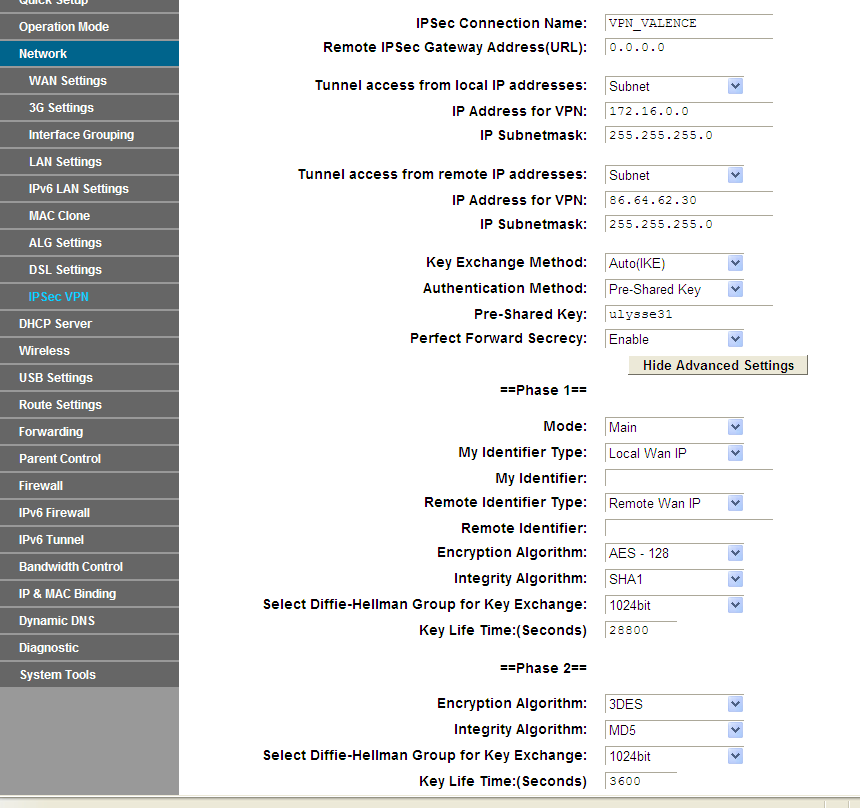 Quick Setup
Operation Mode
Network
WAN Settings
3G Settings
Interface Grouping
LAN Settings
IPv6 LAN Settings
MAC Clone
ALG Settings
DSL Settings
IPSec VPN
DHCP Server
Wireless
USB Settings
Route Settings
Forwarding
Parent Control
Firewall
IPv6 Firewall
IPv6 Tunnel
Bandwidth Control
IP & MAC Binding
Dynamic DNS
Diagnostic
System Tools
IPSec Connection Name: VPN_VALENCE
Remote IPSec Gateway Address(URL): 0.0.0.0
Tunnel access from local IP addresses: Subnet
IP Address for VPN: 172.16.0.0
IP Subnetmask: 255.255.255.0
Tunnel access from remote IP addresses: Subnet
IP Address for VPN: 86.64.62.30
IP Subnetmask: 255.255.255.0
Key Exchange Method: Auto(IKE)
Authentication Method: Pre-Shared Key
Pre-Shared Key: ulysse31
Perfect Forward Secrecy: Enable
Hide Advanced Settings
==Phase 1==
Mode: Main
My Identifier Type: Local Wan IP
My Identifier:
Remote Identifier Type: Remote Wan IP
Remote Identifier:
Encryption Algorithm: AES - 128
Integrity Algorithm: SHA1
Select Diffie-Hellman Group for Key Exchange: 1024bit
Key Life Time:(Seconds) 28800
==Phase 2==
Encryption Algorithm: 3DES
Integrity Algorithm: MD5
Select Diffie-Hellman Group for Key Exchange: 1024bit
Key Life Time:(Seconds) 3600